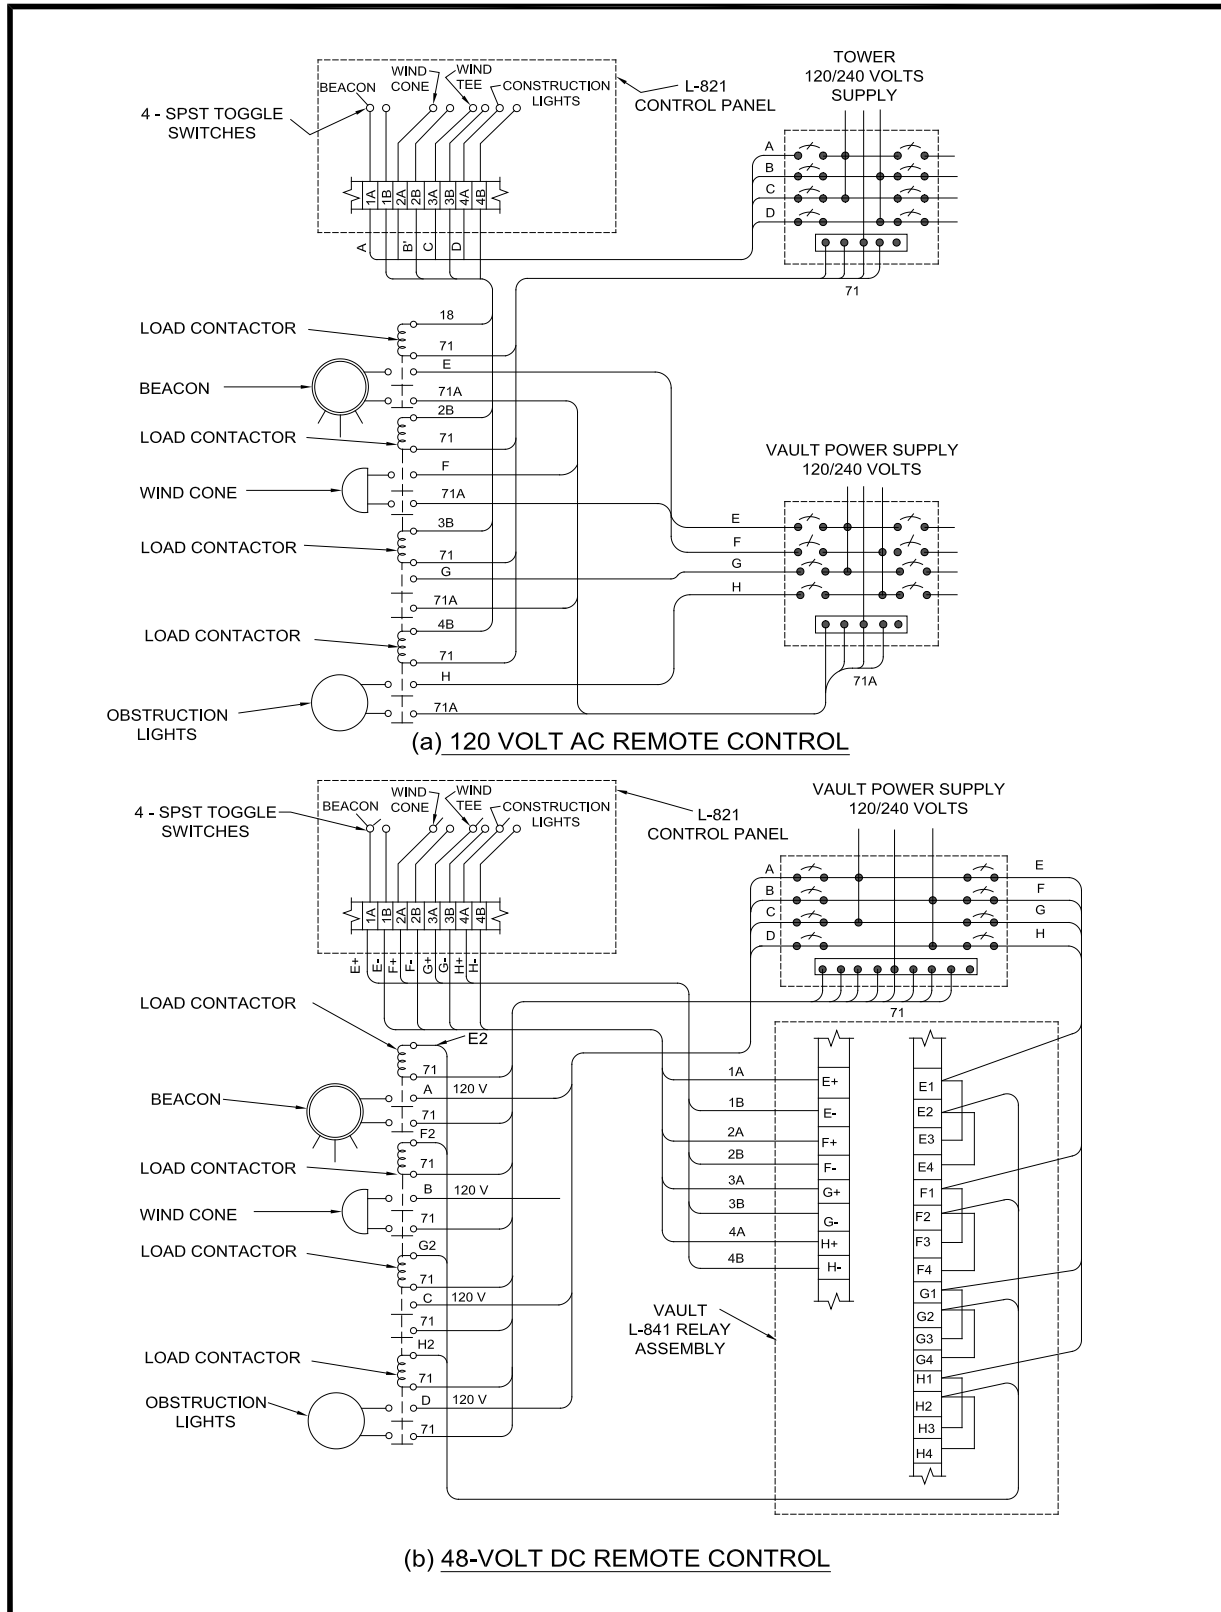 TOWER
120/240 VOLTS
SUPPLY
L-821
CONTROL PANEL
WIND
CONE
WIND
TEE
CONSTRUCTION
LIGHTS
BEACON
4 - SPST TOGGLE
SWITCHES
1A
1B
2A
2B
3A
3B
4A
4B
A
B'
C
D
A
B
C
D
71
LOAD CONTACTOR
18
71
BEACON
E
71A
LOAD CONTACTOR
2B
71
WIND CONE
F
71A
LOAD CONTACTOR
3B
71
G
71A
LOAD CONTACTOR
4B
71
OBSTRUCTION
LIGHTS
H
71A
VAULT POWER SUPPLY
120/240 VOLTS
E
F
G
H
71A
(a) 120 VOLT AC REMOTE CONTROL
4 - SPST TOGGLE
SWITCHES
BEACON
WIND
CONE
WIND
TEE
CONSTRUCTION
LIGHTS
L-821
CONTROL PANEL
VAULT POWER SUPPLY
120/240 VOLTS
1A
1B
2A
2B
3A
3B
4A
4B
E+
E-
F+
F-
G+
G-
H+
H-
A
B
C
D
E
F
G
H
71
LOAD CONTACTOR
E2
71
BEACON
A 120 V
71
LOAD CONTACTOR
F2
71
WIND CONE
B 120 V
71
LOAD CONTACTOR
G2
71
C 120 V
71
LOAD CONTACTOR
H2
71
OBSTRUCTION
LIGHTS
D 120 V
71
1A
1B
2A
2B
3A
3B
4A
4B
E+
E-
F+
F-
G+
G-
H+
H-
E1
E2
E3
E4
F1
F2
F3
F4
G1
G2
G3
G4
H1
H2
H3
H4
VAULT
L-841 RELAY
ASSEMBLY
(b) 48-VOLT DC REMOTE CONTROL